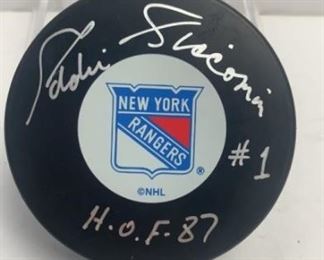 Eddie Giacomin
NEW YORK
RANGERS
®
#1
©NHL
H.O.F. 87